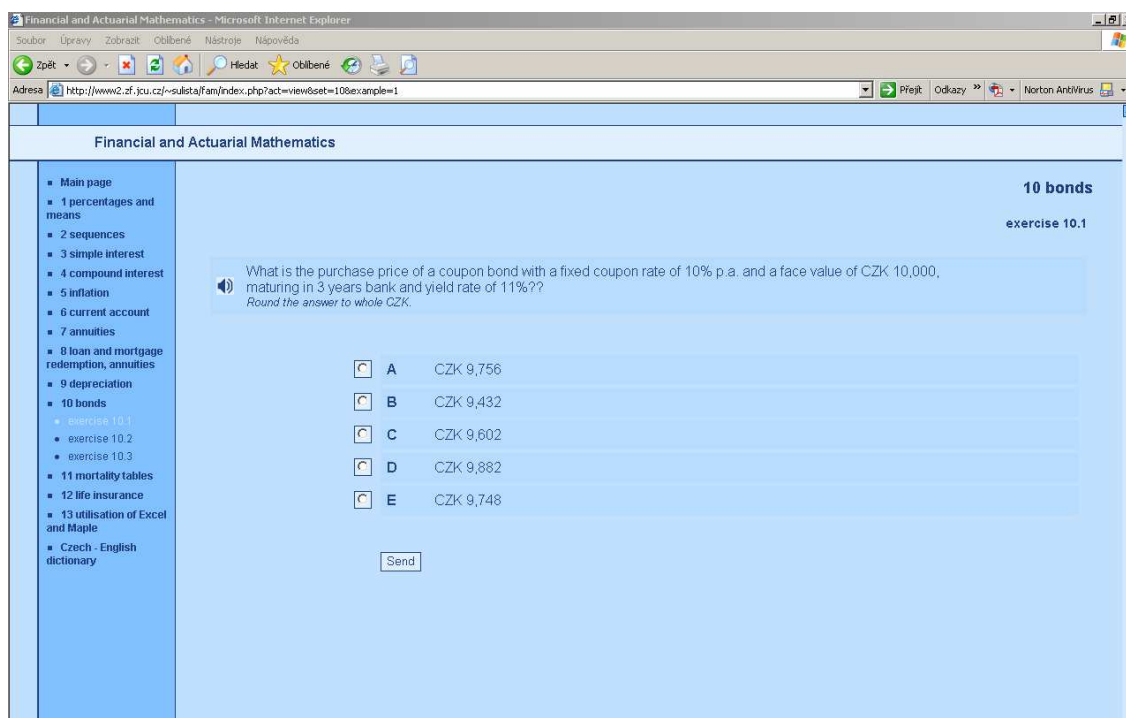 Financial and Actuarial Mathematics - Microsoft Internet Explorer
Soubor Úpravy Zobrazit Oblíbené Nástroje Nápověda
Zpět Hledat Oblíbené
Adresa http://www2.zf.jcu.cz/~sulista/fam/index.php?act=view&set=10&example=1 Přejít Odkazy » Norton AntiVirus
Financial and Actuarial Mathematics
Main page
1 percentages and
means
2 sequences
3 simple interest
4 compound interest
5 inflation
6 current account
7 annuities
8 loan and mortgage
redemption, annuities
9 depreciation
10 bonds
exercise 10.1
exercise 10.2
exercise 10.3
11 mortality tables
12 life insurance
13 utilisation of Excel
and Maple
Czech - English
dictionary
10 bonds
exercise 10.1
What is the purchase price of a coupon bond with a fixed coupon rate of 10% p.a. and a face value of CZK 10,000,
maturing in 3 years bank and yield rate of 11%??
Round the answer to whole CZK.
A CZK 9,756
B CZK 9,432
C CZK 9,602
D CZK 9,882
E CZK 9,748
Send